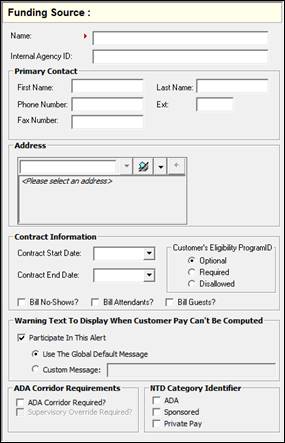 Funding Source :
Name:
Internal Agency ID:
Primary Contact
First Name: Last Name:
Phone Number: Ext:
Fax Number:
Address
<Please select an address>
Contract Information
Contract Start Date:
Contract End Date:
Customer's Eligibility ProgramID
Optional
Required
Disallowed
Bill No-Shows? Bill Attendants? Bill Guests?
Warning Text To Display When Customer Pay Can't Be Computed
Participate In This Alert
Use The Global Default Message
Custom Message:
ADA Corridor Requirements
ADA Corridor Required?
Supervisory Override Required?
NTD Category Identifier
ADA
Sponsored
Private Pay